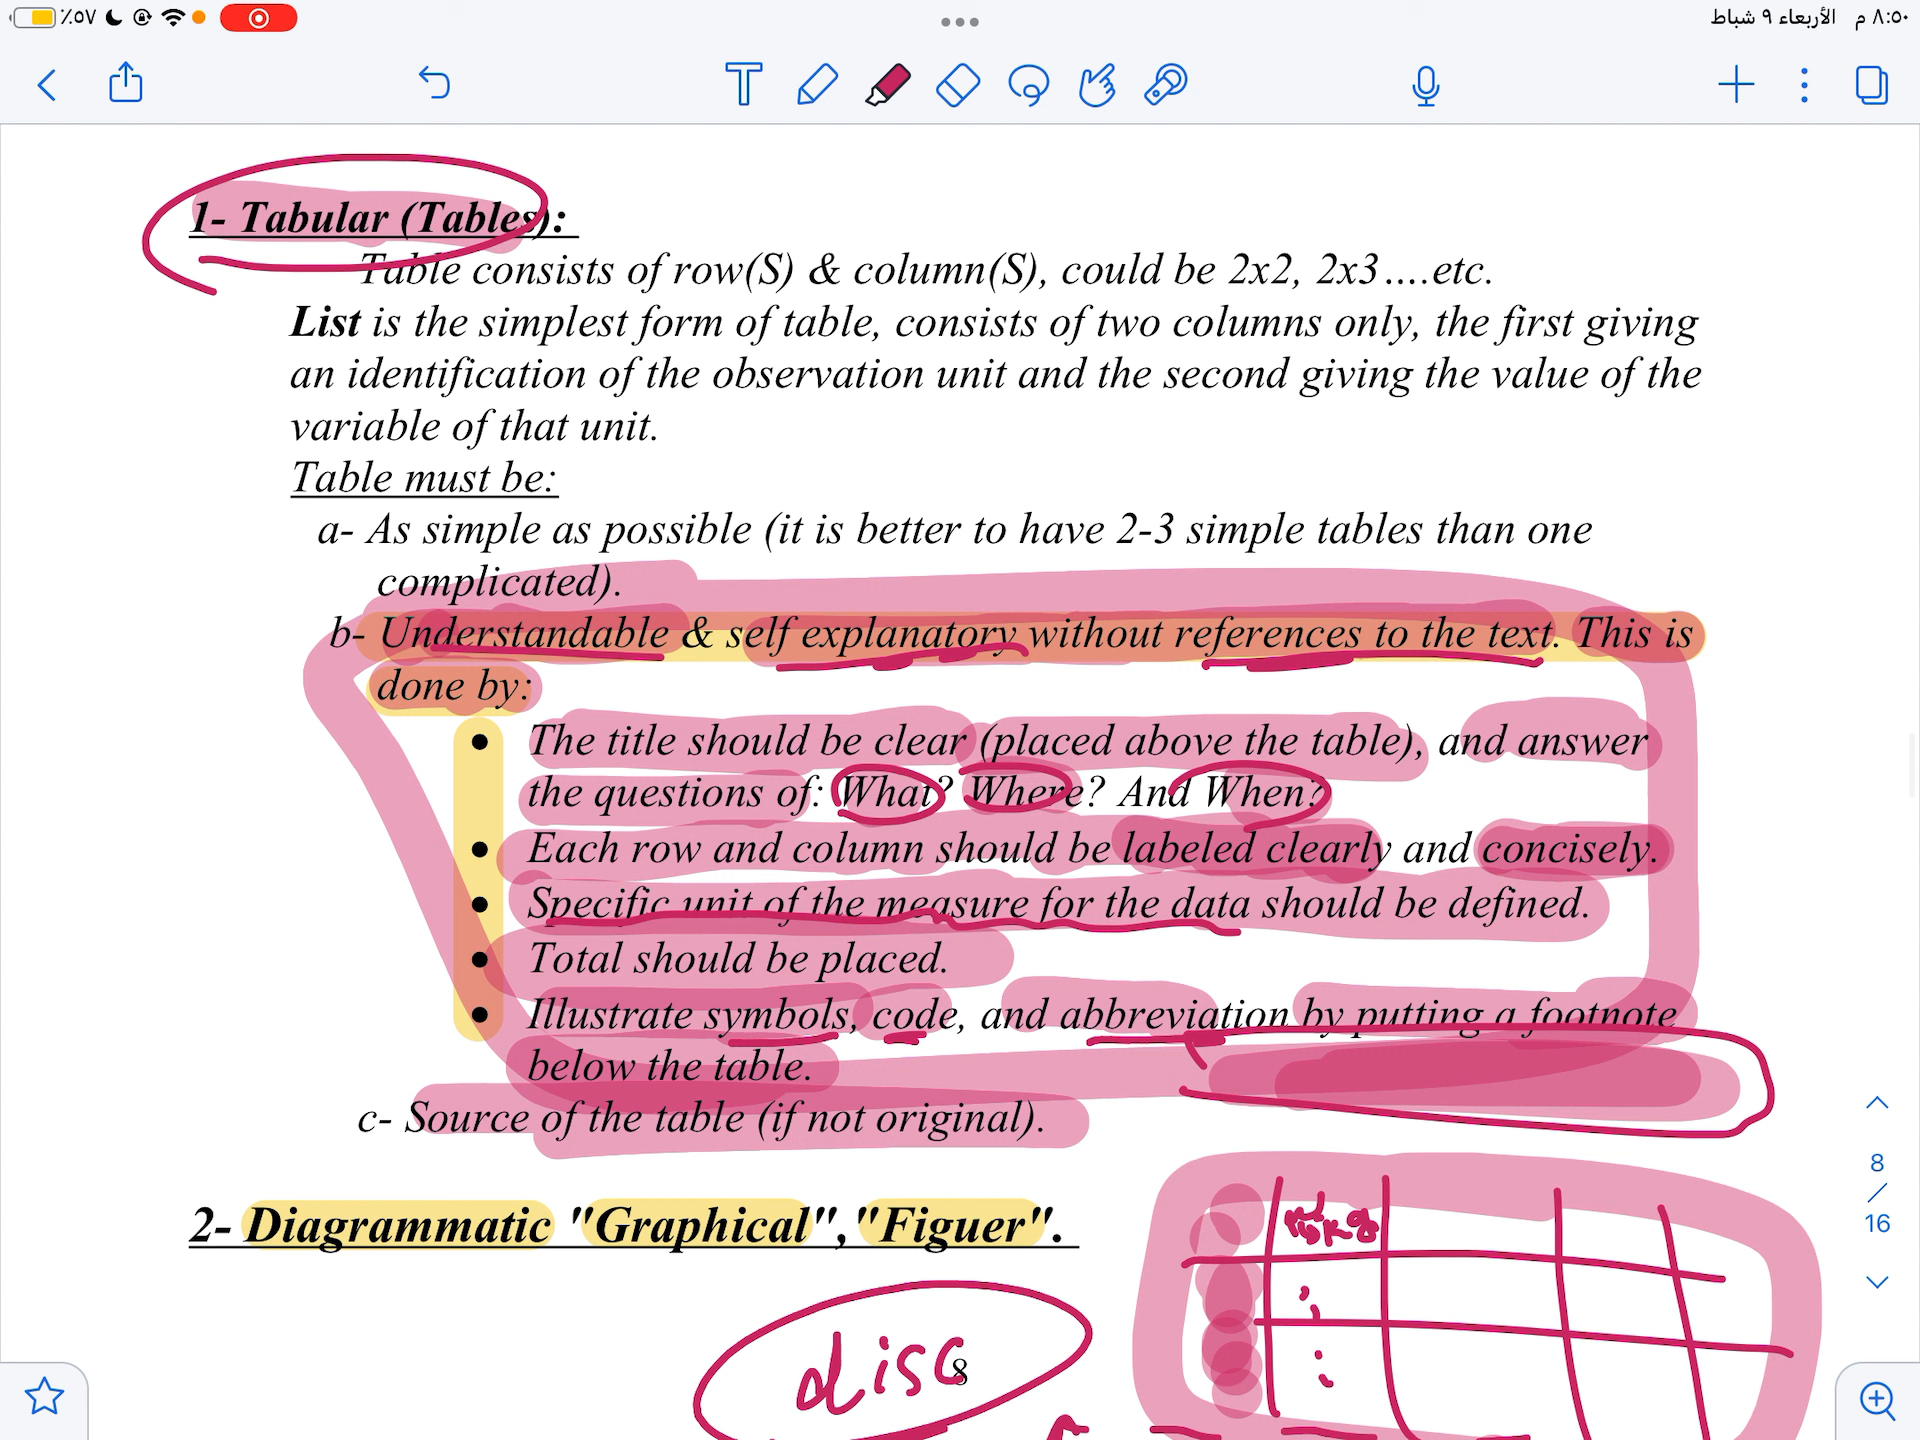 ٪٥٧
٨:٥٠ م الأربعاء ٩ شباط
1- Tabular (Tables):
Table consists of row(S) & column(S), could be 2x2, 2x3....etc.
List is the simplest form of table, consists of two columns only, the first giving
an identification of the observation unit and the second giving the value of the
variable of that unit.
Table must be:
a- As simple as possible (it is better to have 2-3 simple tables than one
complicated).
b- Understandable & self explanatory without references to the text. This is
done by:
• The title should be clear (placed above the table), and answer
the questions of: What? Where? And When?
• Each row and column should be labeled clearly and concisely.
• Specific unit of the measure for the data should be defined.
• Total should be placed.
• Illustrate symbols, code, and abbreviation by putting a footnote
below the table.
c- Source of the table (if not original).
8
/
16
2- Diagrammatic "Graphical","Figuer".
disc
8